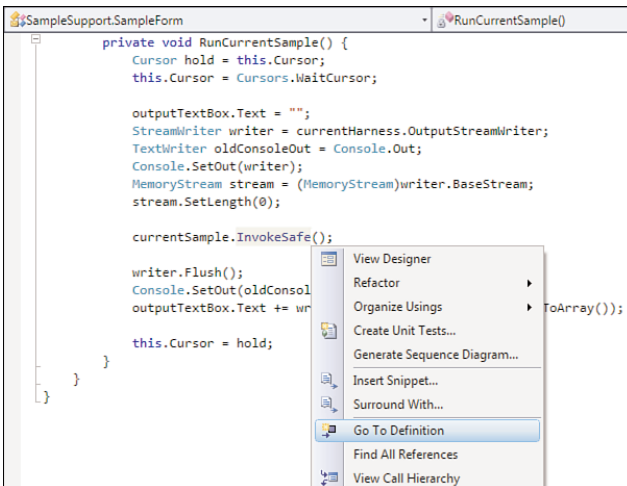 SampleSupport.SampleForm
RunCurrentSample()
private void RunCurrentSample() {
Cursor hold = this.Cursor;
this.Cursor = Cursors.WaitCursor;
outputTextBox.Text = "";
StreamWriter writer = currentHarness.OutputStreamWriter;
TextWriter oldConsoleOut = Console.Out;
Console.SetOut(writer);
MemoryStream stream = (MemoryStream)writer.BaseStream;
stream.SetLength(0);
currentSample.InvokeSafe();
writer.Flush();
Console.SetOut(oldConsol
outputTextBox.Text += wr ToArray());
this.Cursor = hold;
}
}
}
View Designer
Refactor
Organize Usings
Create Unit Tests...
Generate Sequence Diagram...
Insert Snippet...
Surround With...
Go To Definition
Find All References
View Call Hierarchy